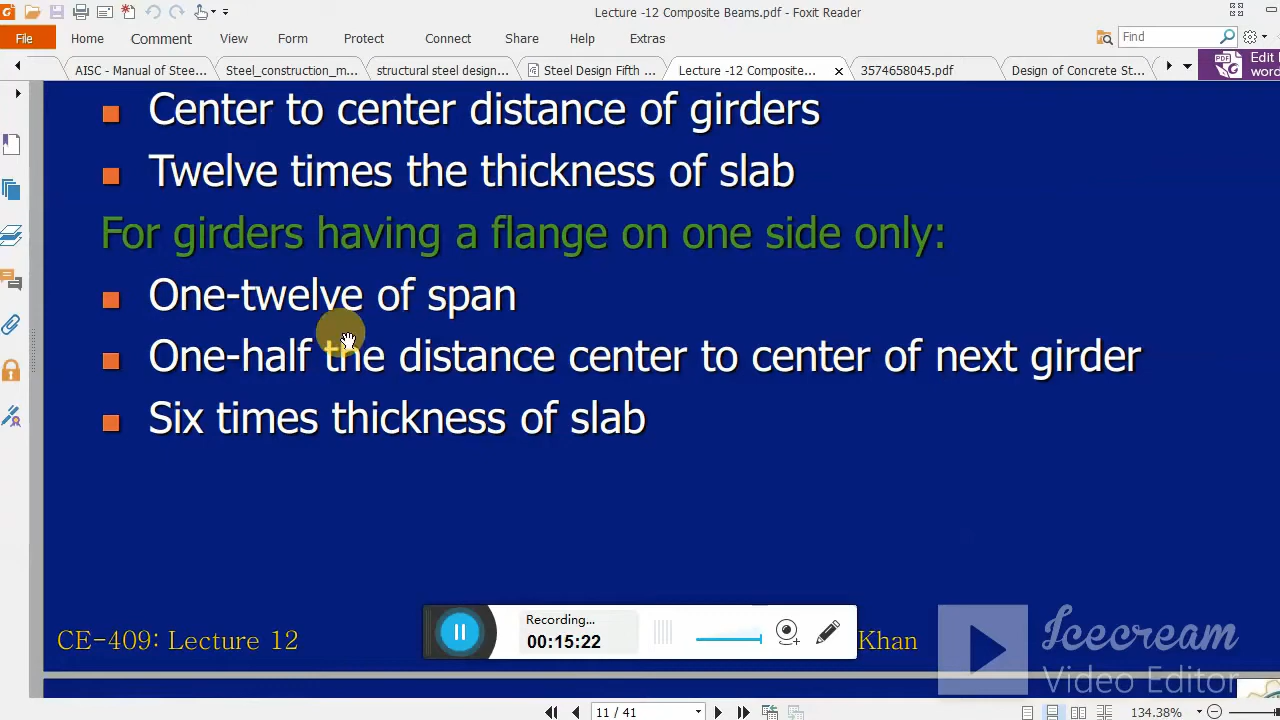 Lecture -12 Composite Beams.pdf - Foxit Reader
File Home Comment View Form Protect Connect Share Help Extras Find
AISC - Manual of Stee... Steel_construction_m... structural steel design... Steel Design Fifth ... Lecture -12 Composite... 3574658045.pdf Design of Concrete St... Edit
word
Center to center distance of girders
Twelve times the thickness of slab
For girders having a flange on one side only:
One-twelve of span
One-half the distance center to center of next girder
Six times thickness of slab
Recording...
00:15:22
CE-409: Lecture 12
Khan
Icecream
Video Editor
11 / 41
134.38%